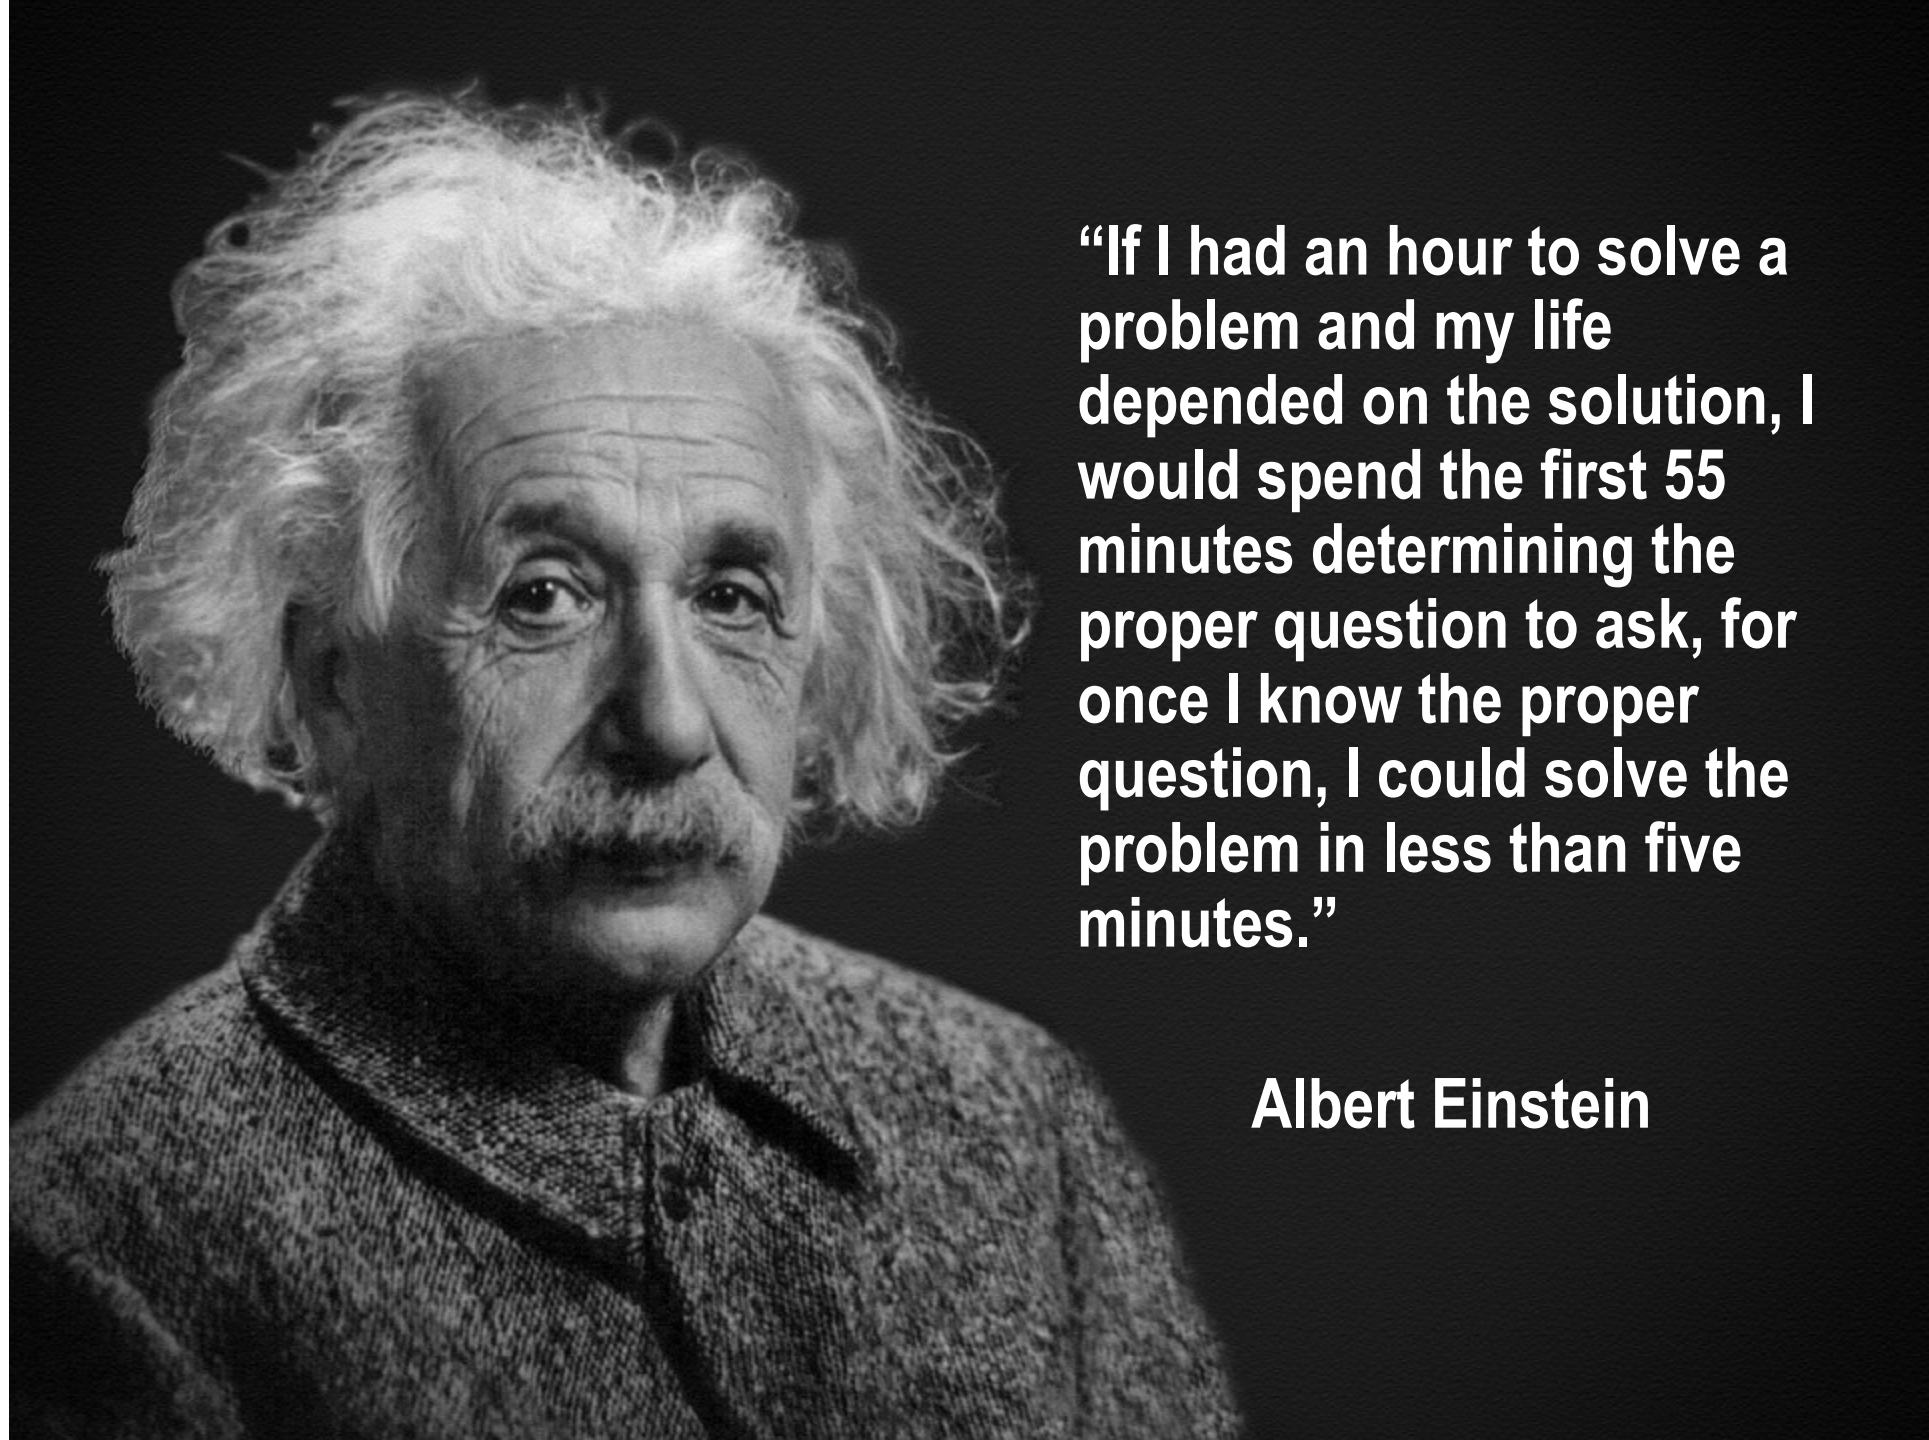 “If I had an hour to solve a
problem and my life
depended on the solution, I
would spend the first 55
minutes determining the
proper question to ask, for
once I know the proper
question, I could solve the
problem in less than five
minutes.”
Albert Einstein